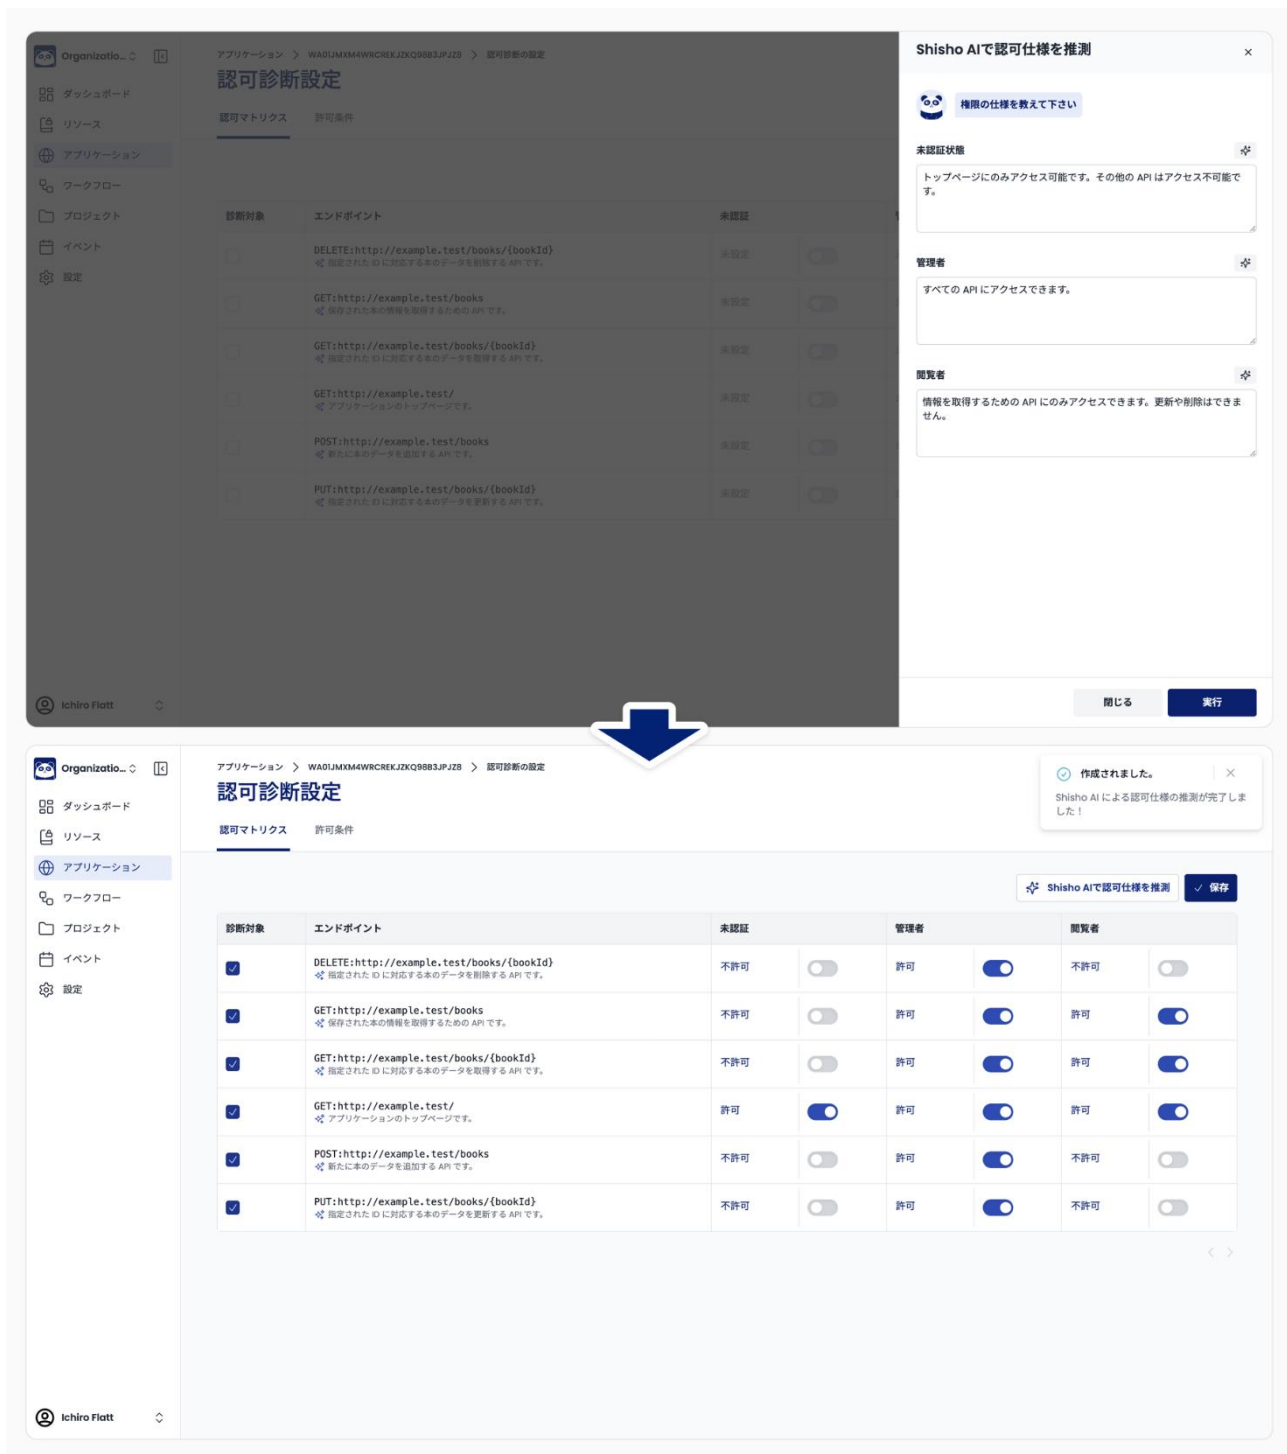 Organizatio...
アプリケーション > WA01JMXM4WRCREKJZKQ98B3JPJZ8 > 認可診断の設定
認可診断設定
認可マトリクス 許可条件
ダッシュボード
リソース
アプリケーション
ワークフロー
プロジェクト
イベント
設定
診断対象 エンドポイント 未認証
DELETE:http://example.test/books/{bookId} 未設定
指定された ID に対応する本のデータを削除する API です。
GET:http://example.test/books 未設定
保存された本の情報を取得するための API です。
GET:http://example.test/books/{bookId} 未設定
指定された ID に対応する本のデータを取得する API です。
GET:http://example.test/ 未設定
アプリケーションのトップページです。
POST:http://example.test/books 未設定
新たに本のデータを追加する API です。
PUT:http://example.test/books/{bookId} 未設定
指定された ID に対応する本のデータを更新する API です。
Ichiro Flatt
Shisho AIで認可仕様を推測
権限の仕様を教えて下さい
未認証状態
トップページにのみアクセス可能です。その他の API はアクセス不可能で
す。
管理者
すべての API にアクセスできます。
閲覧者
情報を取得するための API にのみアクセスできます。更新や削除はできま
せん。
閉じる 実行
Organizatio...
アプリケーション > WA01JMXM4WRCREKJZKQ98B3JPJZ8 > 認可診断の設定
認可診断設定
認可マトリクス 許可条件
作成されました。
Shisho AI による認可仕様の推測が完了しま
した！
ダッシュボード
リソース
アプリケーション
ワークフロー
プロジェクト
イベント
設定
Shisho AIで認可仕様を推測 保存
診断対象 エンドポイント 未認証 管理者 閲覧者
DELETE:http://example.test/books/{bookId} 不許可 許可 不許可
指定された ID に対応する本のデータを削除する API です。
GET:http://example.test/books 不許可 許可 許可
保存された本の情報を取得するための API です。
GET:http://example.test/books/{bookId} 不許可 許可 許可
指定された ID に対応する本のデータを取得する API です。
GET:http://example.test/ 許可 許可 許可
アプリケーションのトップページです。
POST:http://example.test/books 不許可 許可 不許可
新たに本のデータを追加する API です。
PUT:http://example.test/books/{bookId} 不許可 許可 不許可
指定された ID に対応する本のデータを更新する API です。
Ichiro Flatt